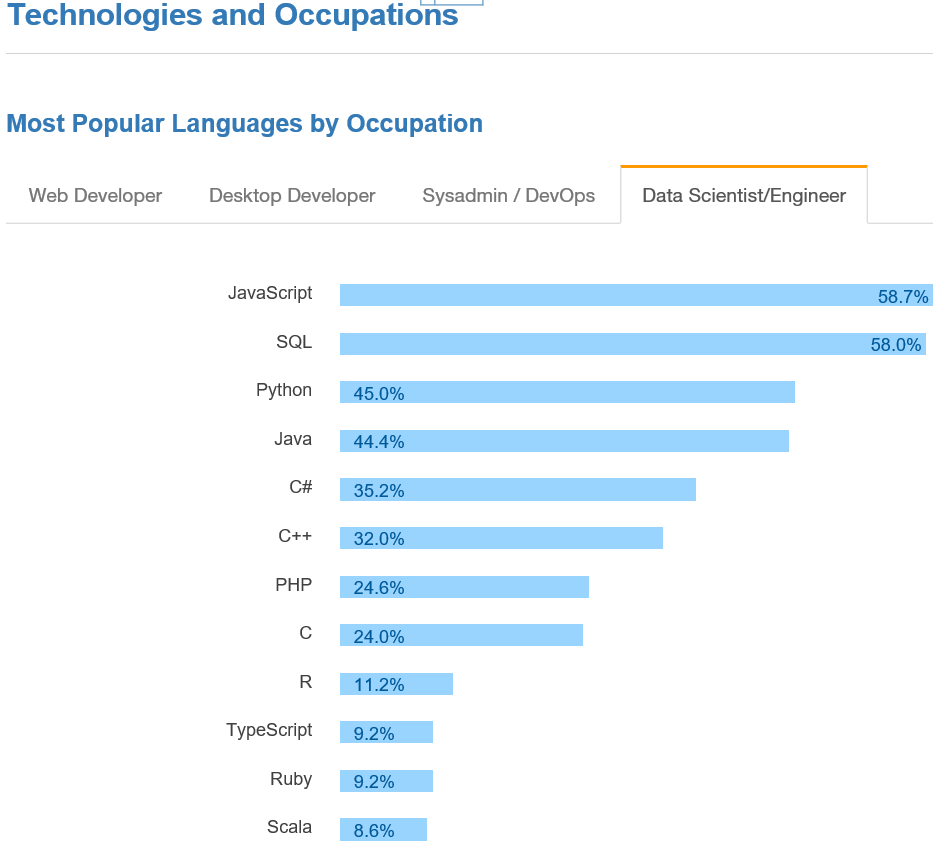 Technologies and Occupations
Most Popular Languages by Occupation
Web Developer Desktop Developer Sysadmin / DevOps Data Scientist/Engineer
JavaScript 58.7%
SQL 58.0%
Python 45.0%
Java 44.4%
C# 35.2%
C++ 32.0%
PHP 24.6%
C 24.0%
R 11.2%
TypeScript 9.2%
Ruby 9.2%
Scala 8.6%